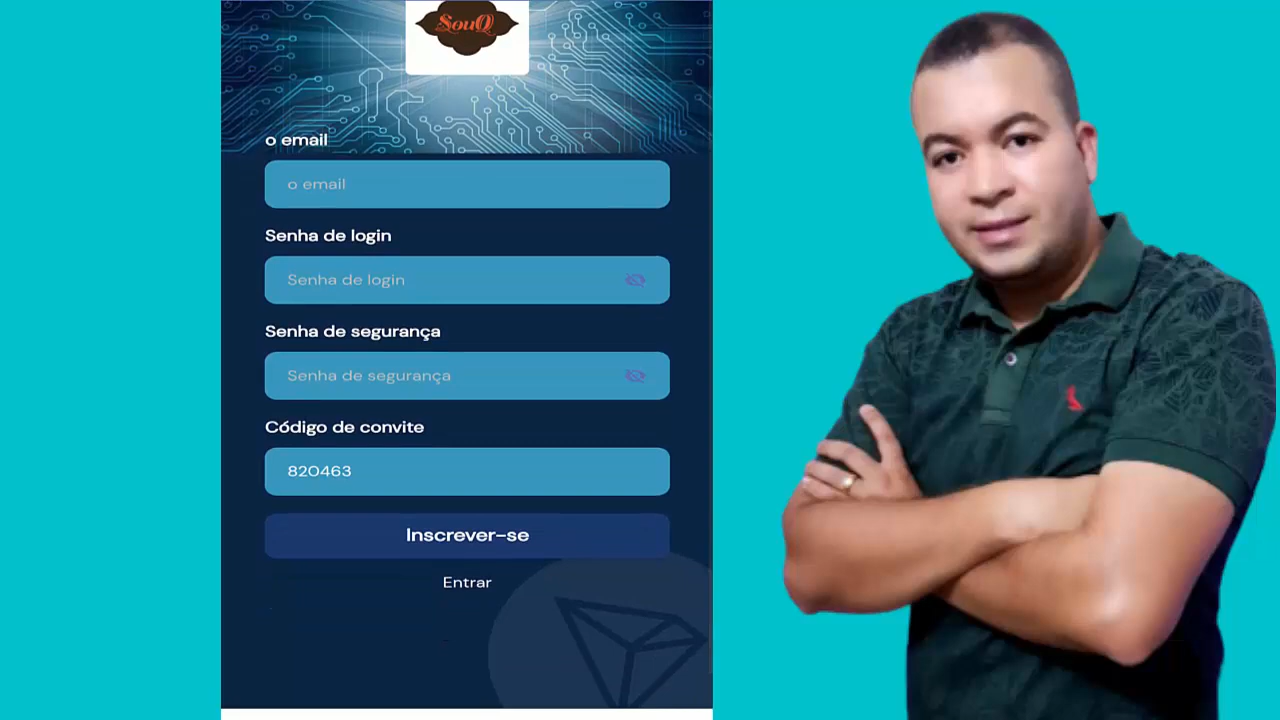 SouQ
o email
o email
Senha de login
Senha de login
Senha de segurança
Senha de segurança
Código de convite
820463
Inscrever-se
Entrar